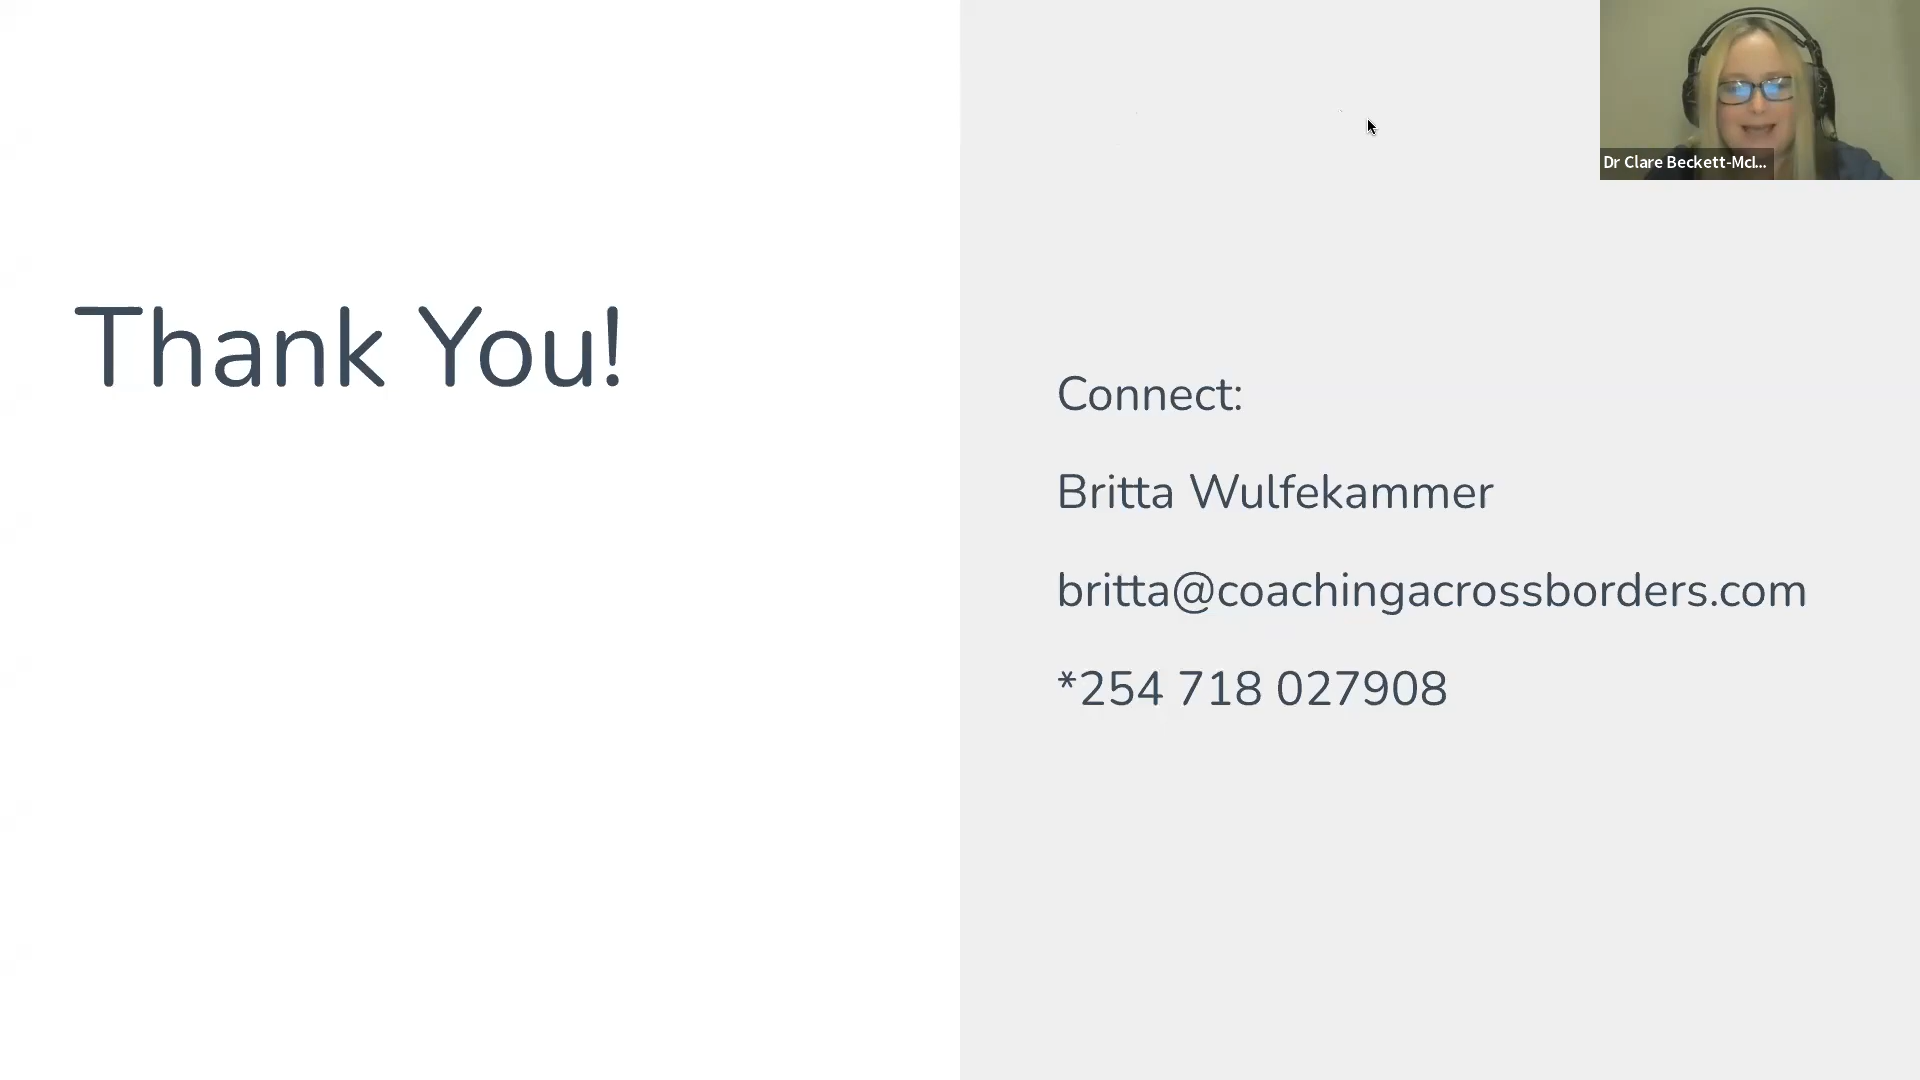 Thank You!
Connect:
Britta Wulfekammer
britta@coachingacrossborders.com
*254 718 027908
Dr Clare Beckett-McI...